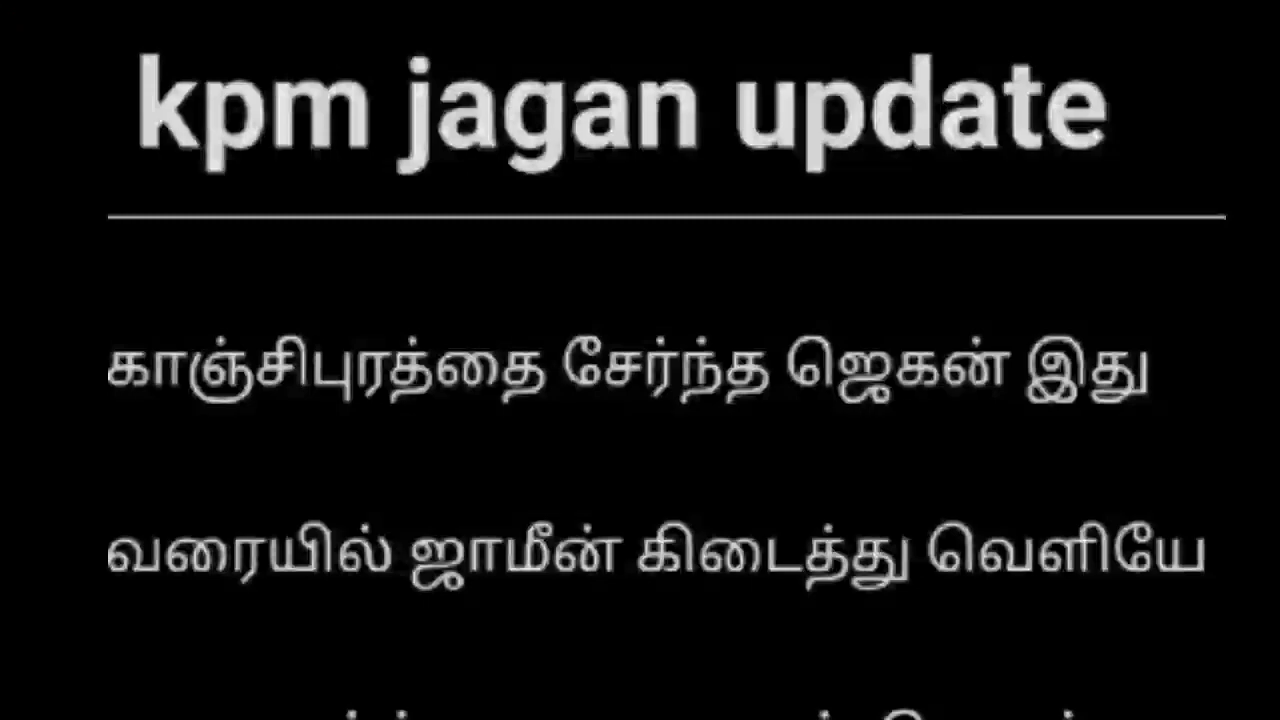 kpm jagan update
காஞ்சிபுரத்தை சேர்ந்த ஜெகன் இது
வரையில் ஜாமீன் கிடைத்து வெளியே